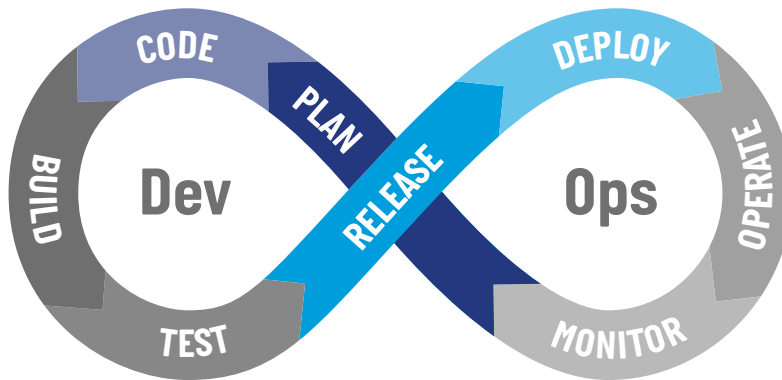 CODE
DEPLOY
PLAN
BUILD
Dev
RELEASE
Ops
OPERATE
TEST
MONITOR